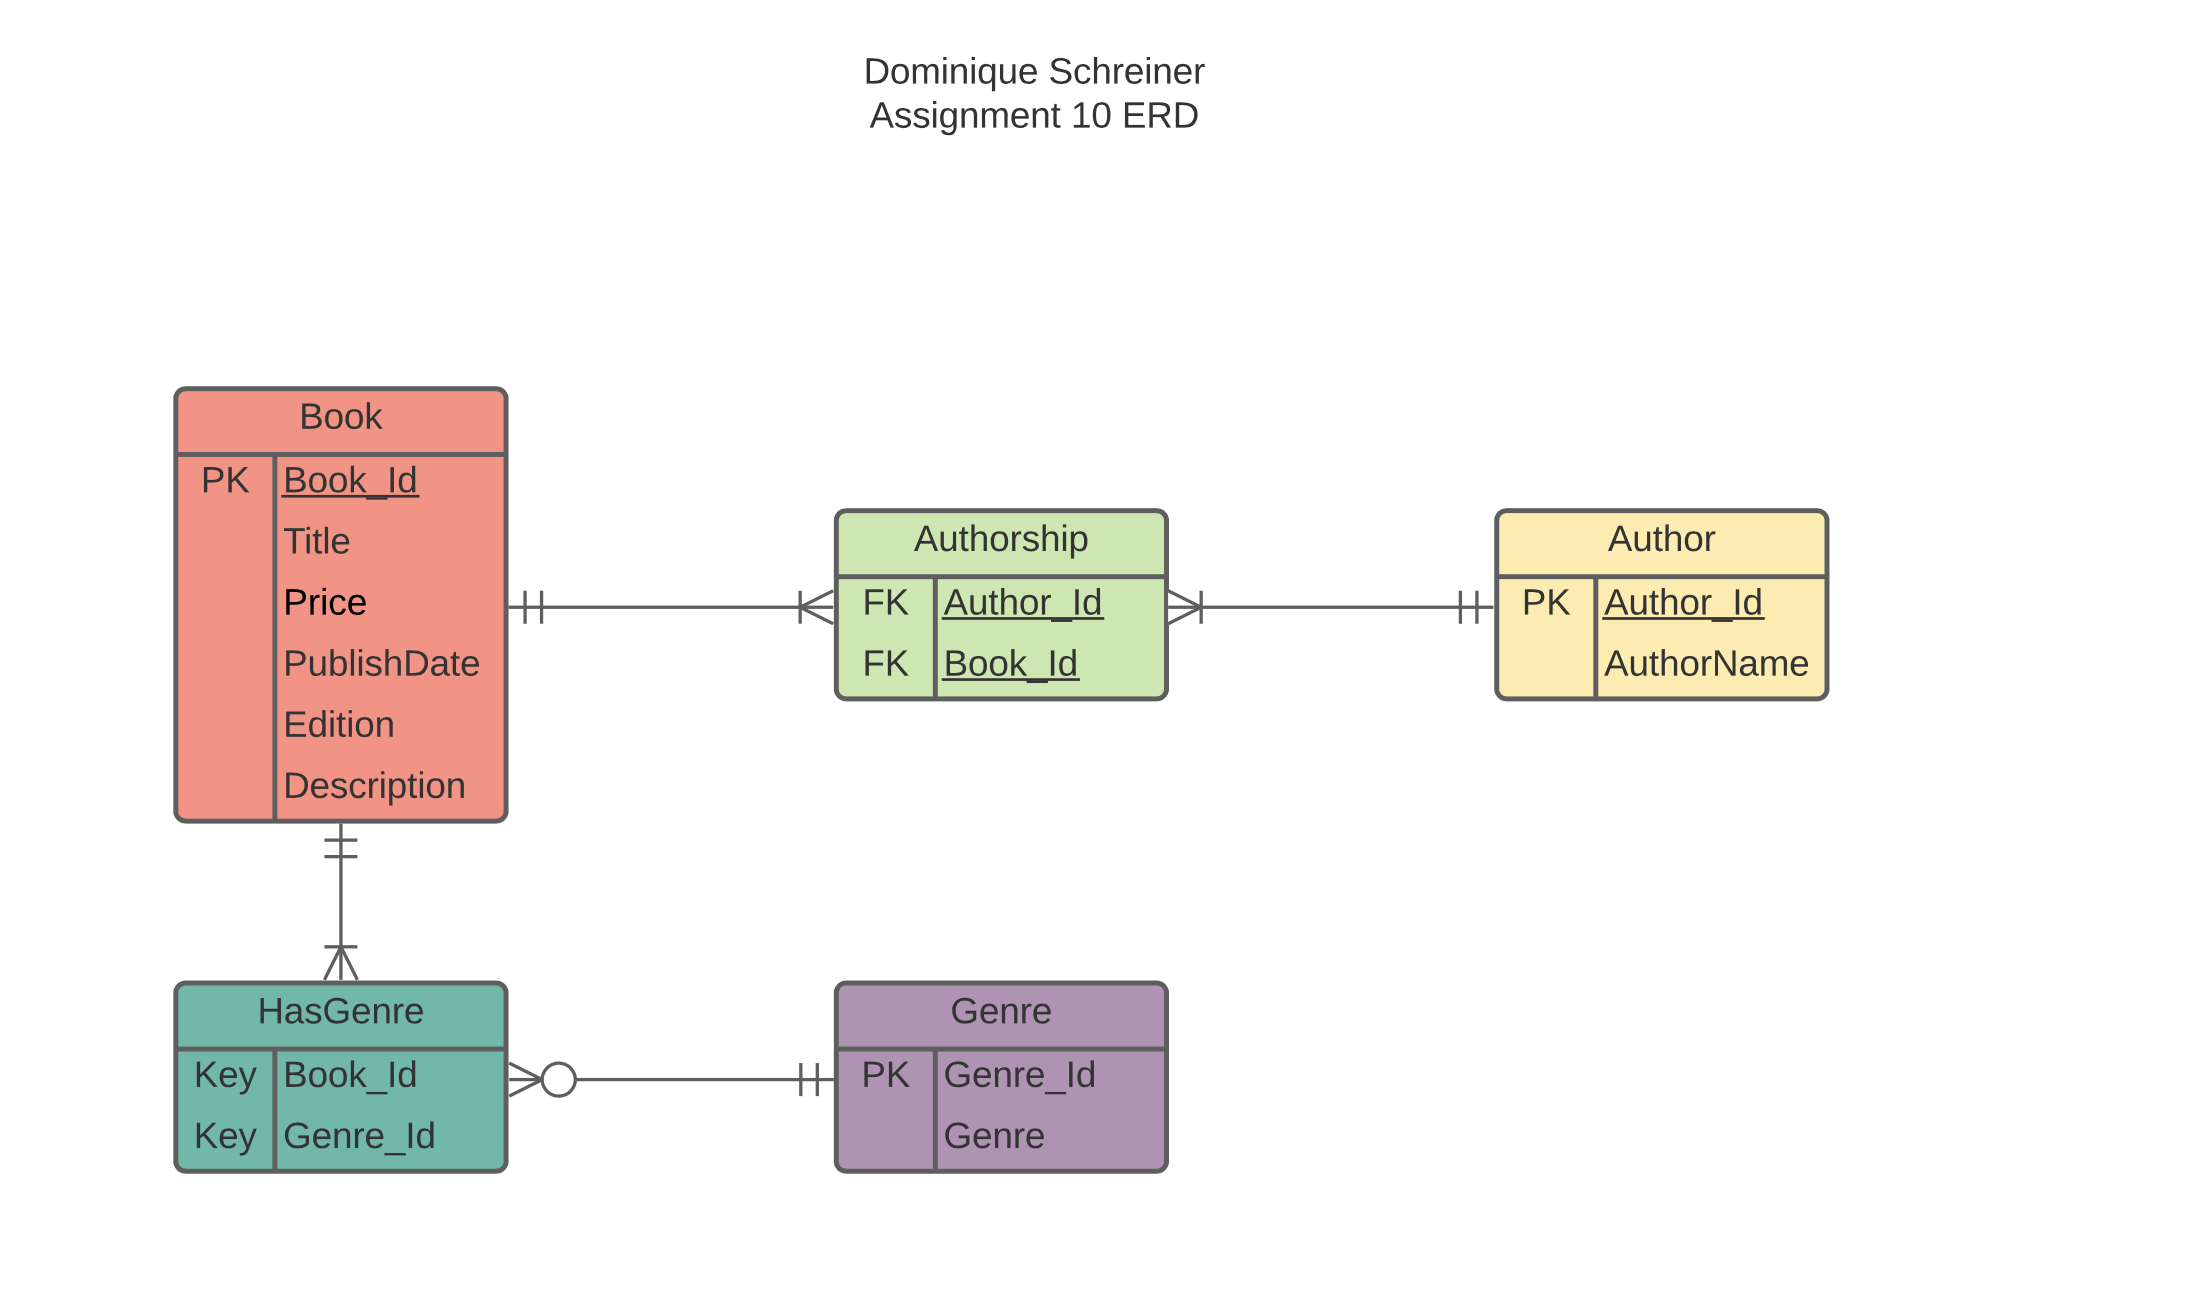 Dominique Schreiner
Assignment 10 ERD
Book
PK Book_Id
Title
Price
PublishDate
Edition
Description
Authorship
FK Author_Id
FK Book_Id
Author
PK Author_Id
AuthorName
HasGenre
Key Book_Id
Key Genre_Id
Genre
PK Genre_Id
Genre